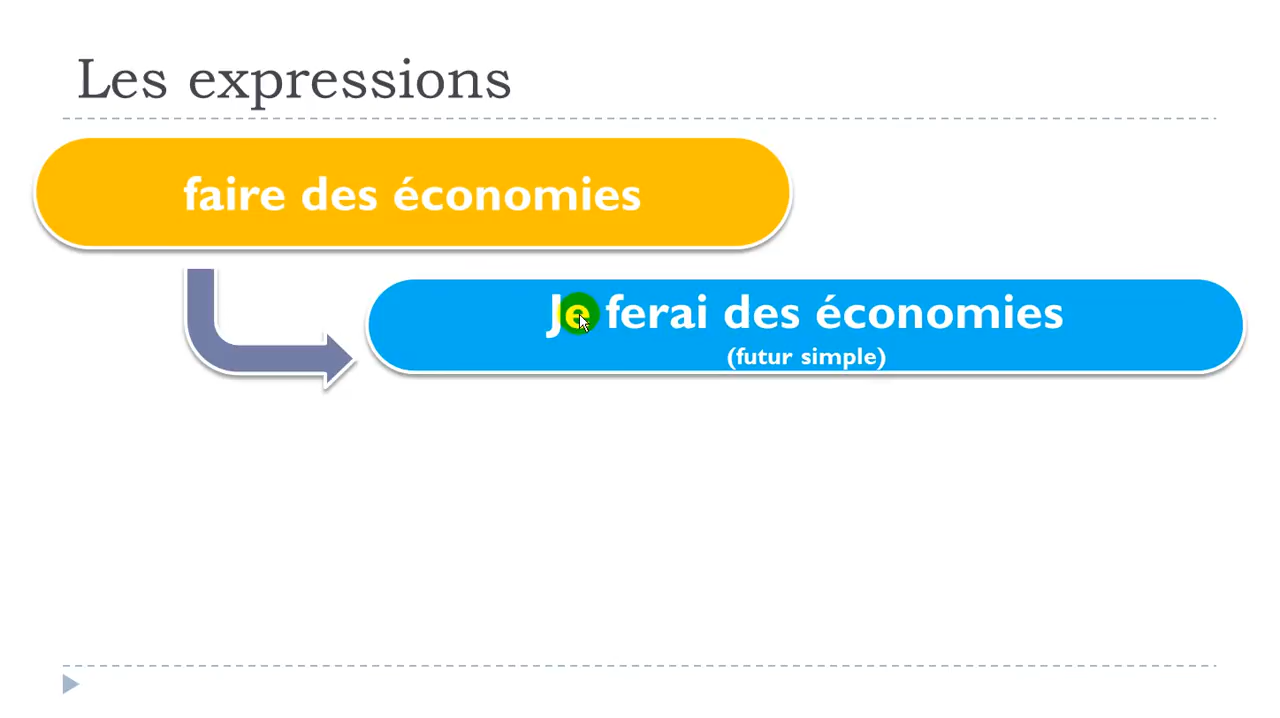 Les expressions
faire des économies
Je ferai des économies
(futur simple)